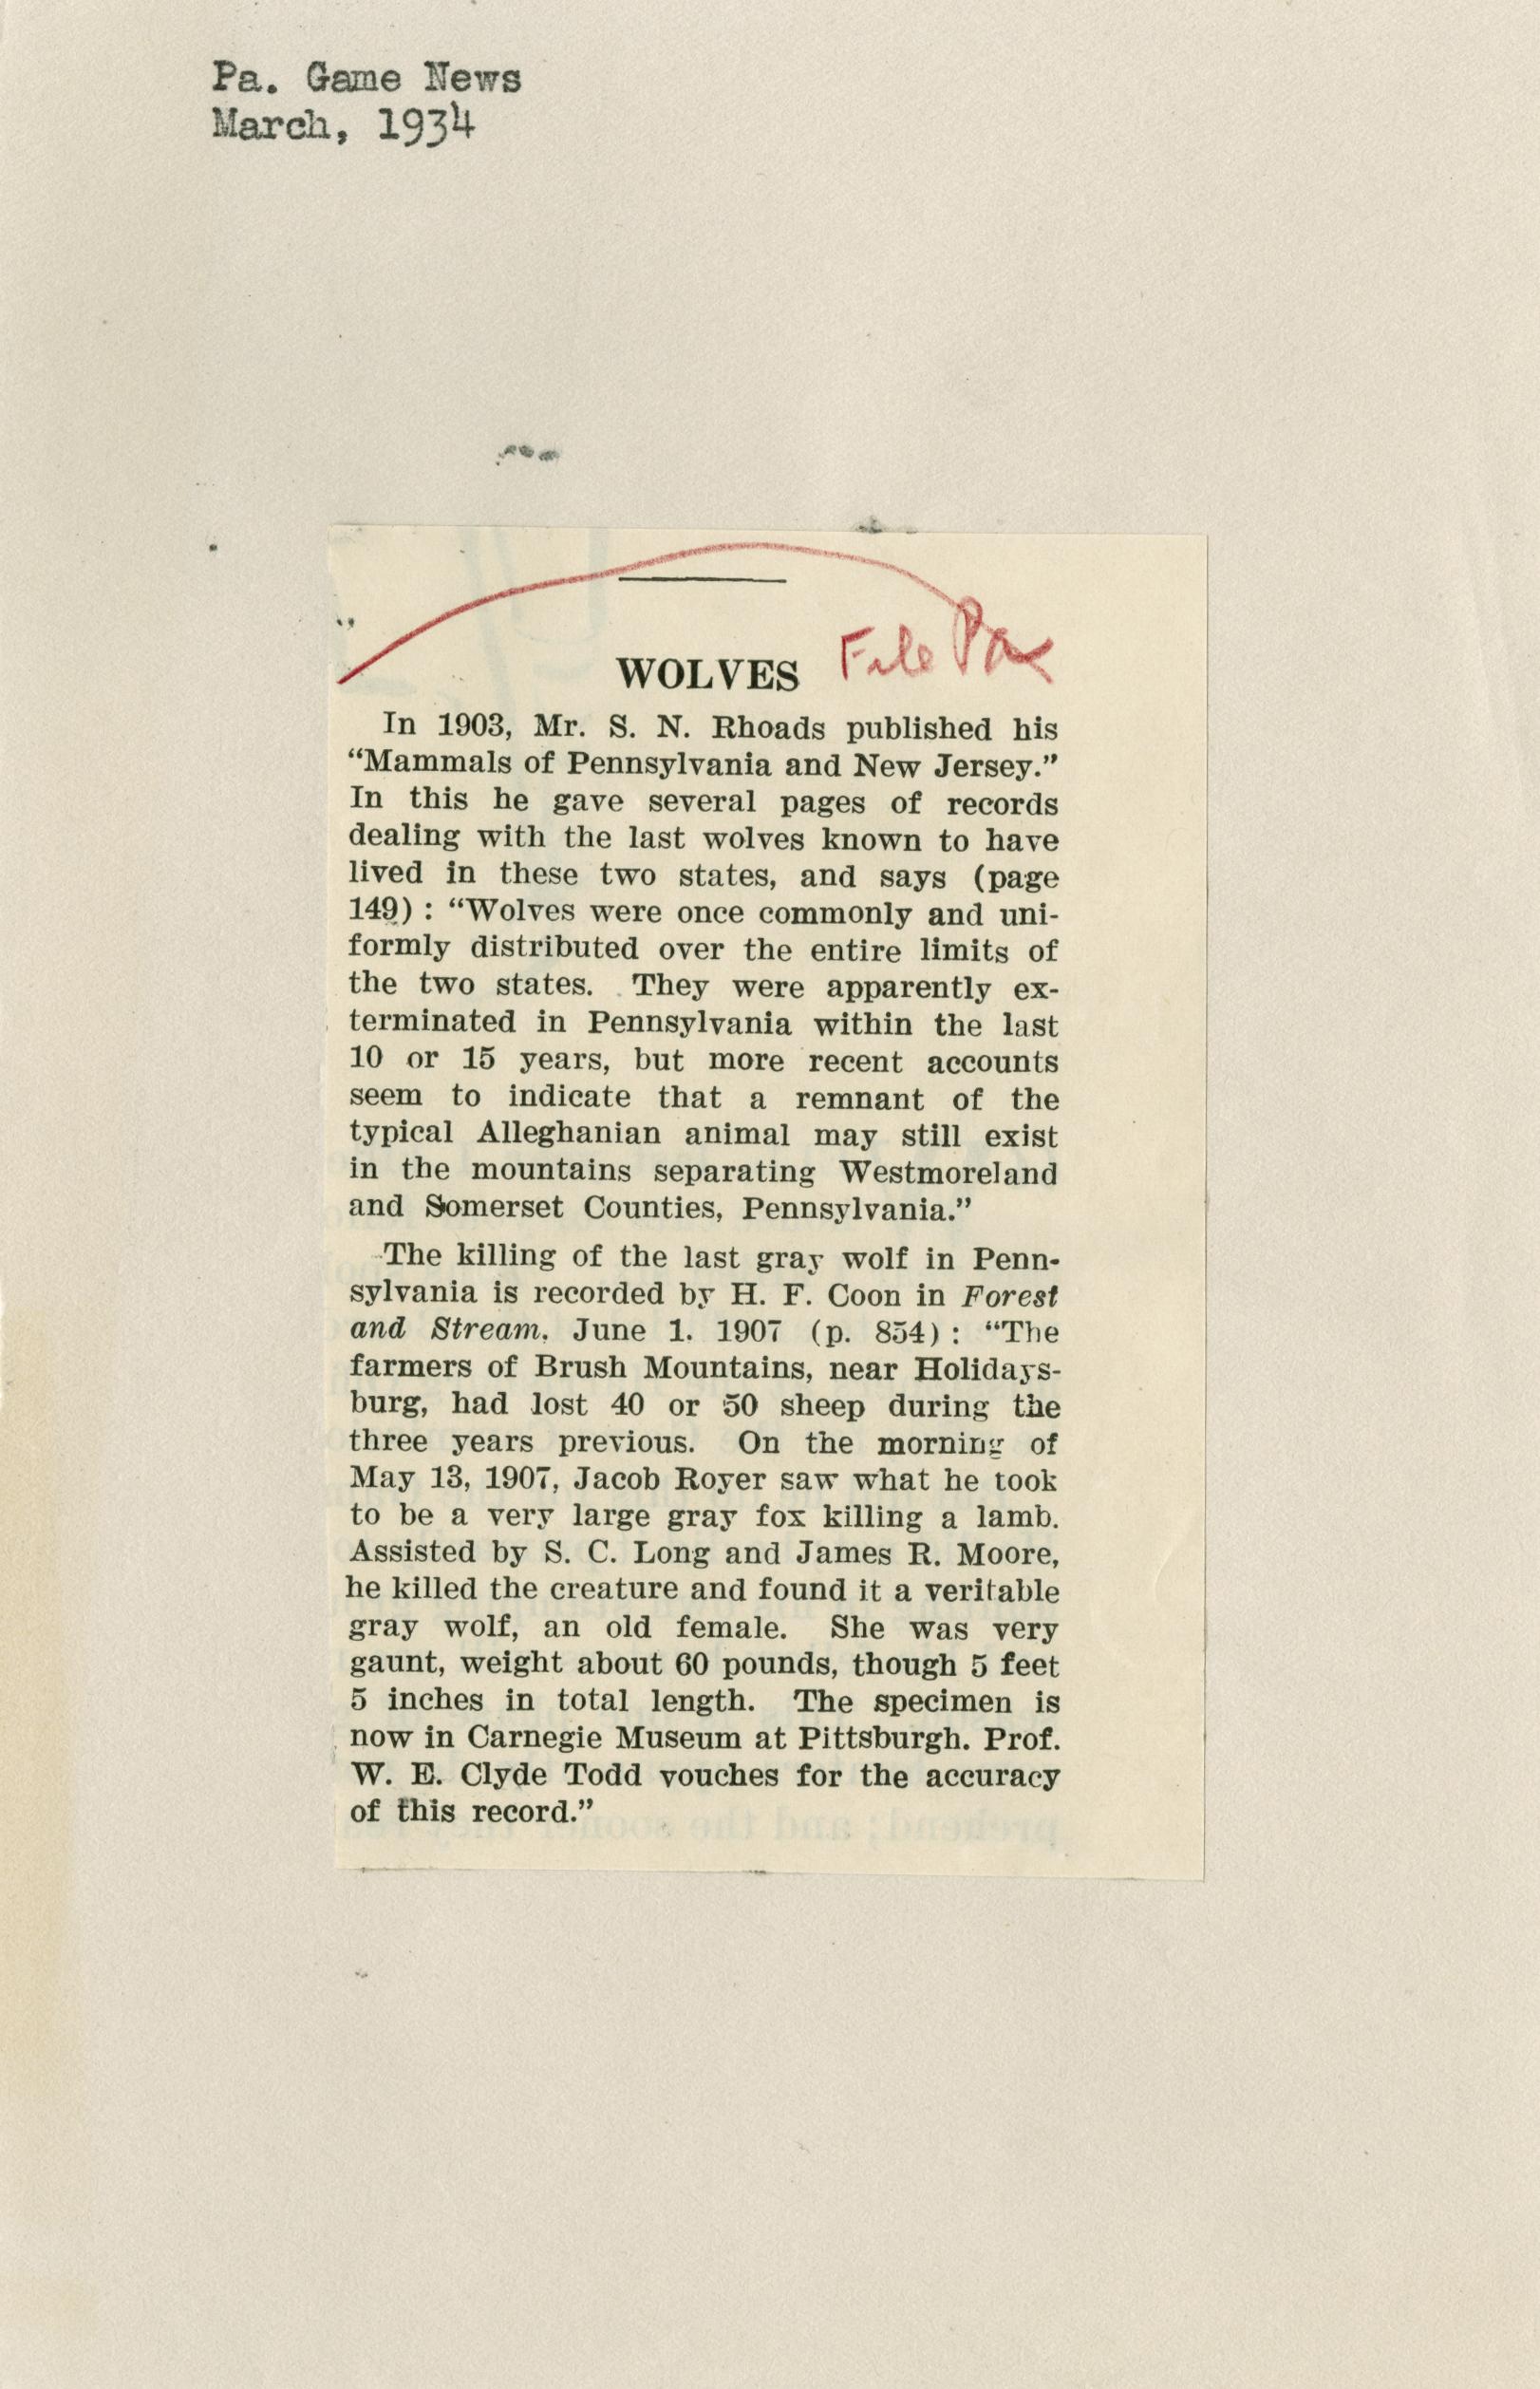 Pa. Game News
March, 1934
File Pa
WOLVES
In 1903, Mr. S. N. Rhoads published his
“Mammals of Pennsylvania and New Jersey.”
In this he gave several pages of records
dealing with the last wolves known to have
lived in these two states, and says (page
149) : “Wolves were once commonly and uni-
formly distributed over the entire limits of
the two states. They were apparently ex-
terminated in Pennsylvania within the last
10 or 15 years, but more recent accounts
seem to indicate that a remnant of the
typical Alleghanian animal may still exist
in the mountains separating Westmoreland
and Somerset Counties, Pennsylvania.”
The killing of the last gray wolf in Penn-
sylvania is recorded by H. F. Coon in Forest
and Stream, June 1. 1907 (p. 854) : “The
farmers of Brush Mountains, near Holidays-
burg, had lost 40 or 50 sheep during the
three years previous. On the morning of
May 13, 1907, Jacob Royer saw what he took
to be a very large gray fox killing a lamb.
Assisted by S. C. Long and James R. Moore,
he killed the creature and found it a veritable
gray wolf, an old female. She was very
gaunt, weight about 60 pounds, though 5 feet
5 inches in total length. The specimen is
now in Carnegie Museum at Pittsburgh. Prof.
W. E. Clyde Todd vouches for the accuracy
of this record.”